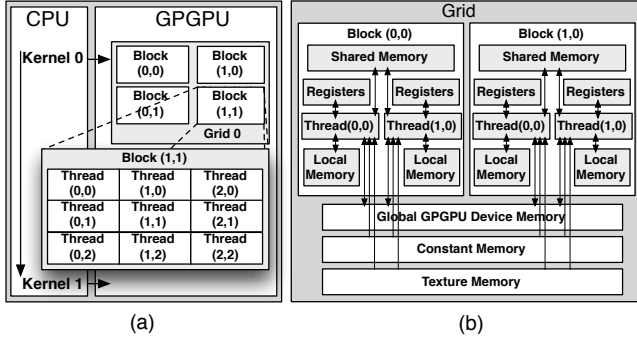 CPU GPGPU
Kernel 0
Block (0,0) Block (1,0)
Block (0,1) Block (1,1)
Grid 0
Block (1,1)
Thread (0,0) Thread (1,0) Thread (2,0)
Thread (0,1) Thread (1,1) Thread (2,1)
Thread (0,2) Thread (1,2) Thread (2,2)
Kernel 1
(a)
Grid
Block (0,0)
Shared Memory
Registers Registers
Thread(0,0) Thread(1,0)
Local Memory Local Memory
Block (1,0)
Shared Memory
Registers Registers
Thread(0,0) Thread(1,0)
Local Memory Local Memory
Global GPGPU Device Memory
Constant Memory
Texture Memory
(b)